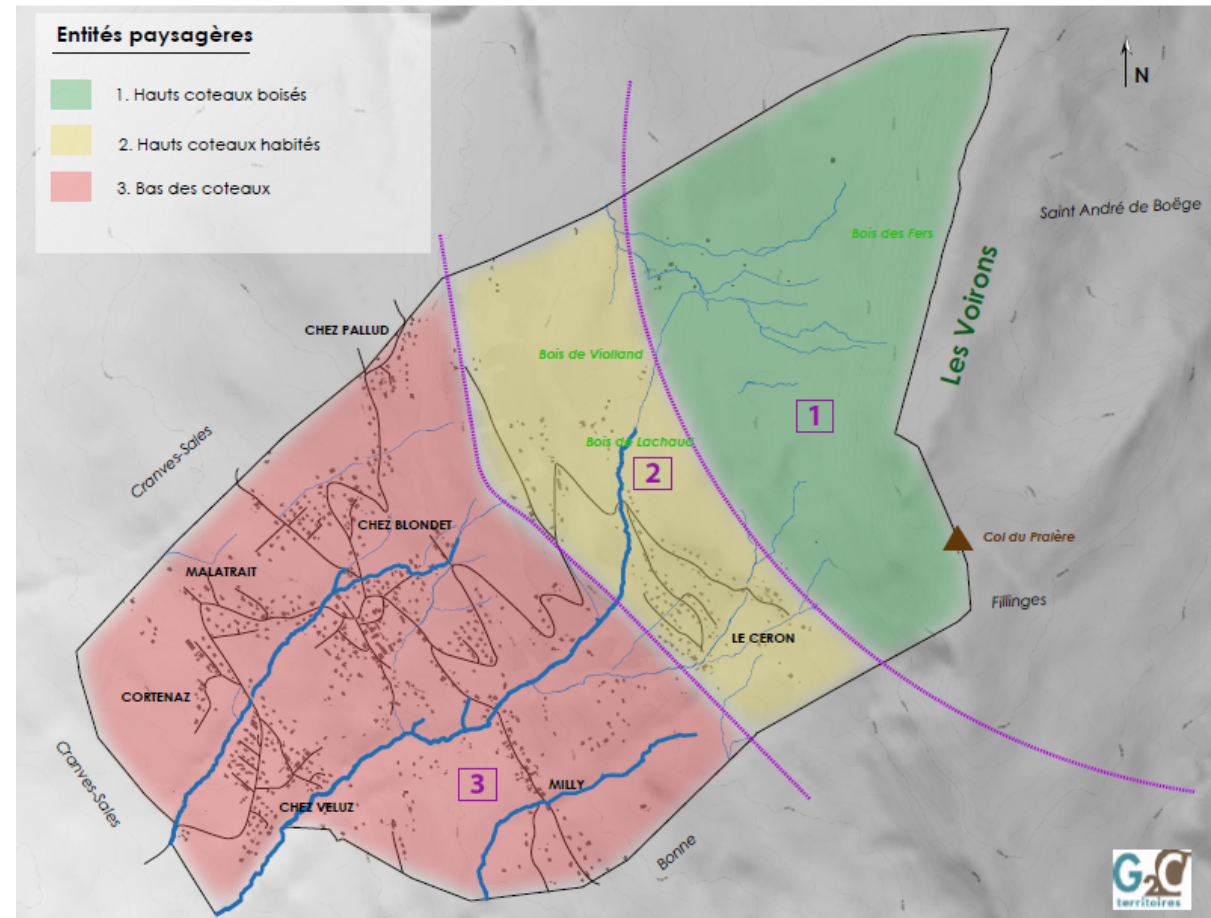 Entités paysagères
1. Hauts coteaux boisés
2. Hauts coteaux habités
3. Bas des coteaux
N
Saint André de Boëge
Bois des Fers
Les Voirons
CHEZ PALLUD
Bois de Violland
1
Bois de Lachaud
2
Cranves-Sales
CHEZ BLONDET
Col du Pralère
MALATRAIT
Fillinges
LE CERON
CORTENAZ
Cranves-Sales
3
MILLY
CHEZ VELUZ
Bonne
G2C
territoires